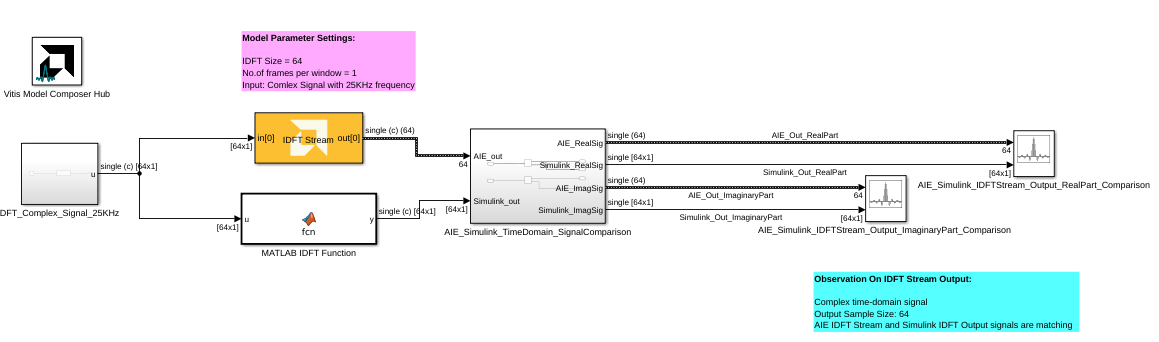 Model Parameter Settings:
IDFT Size = 64
No.of frames per window = 1
Input: Comlex Signal with 25KHz frequency
Vitis Model Composer Hub
in[0]
IDFT Stream
out[0]
single (c) (64)
[64x1]
single (c) [64x1]
u
DFT_Complex_Signal_25KHz
u
fcn
y
[64x1]
single (c) [64x1]
MATLAB IDFT Function
AIE_out
64
Simulink_out
[64x1]
AIE_RealSig
Simulink_RealSig
AIE_ImagSig
Simulink_ImagSig
AIE_Simulink_TimeDomain_SignalComparison
single (64)
AIE_Out_RealPart
64
single [64x1]
Simulink_Out_RealPart
[64x1]
single (64)
AIE_Out_ImaginaryPart
64
single [64x1]
Simulink_Out_ImaginaryPart
[64x1]
AIE_Simulink_IDFTStream_Output_RealPart_Comparison
AIE_Simulink_IDFTStream_Output_ImaginaryPart_Comparison
Observation On IDFT Stream Output:
Complex time-domain signal
Output Sample Size: 64
AIE IDFT Stream and Simulink IDFT Output signals are matching